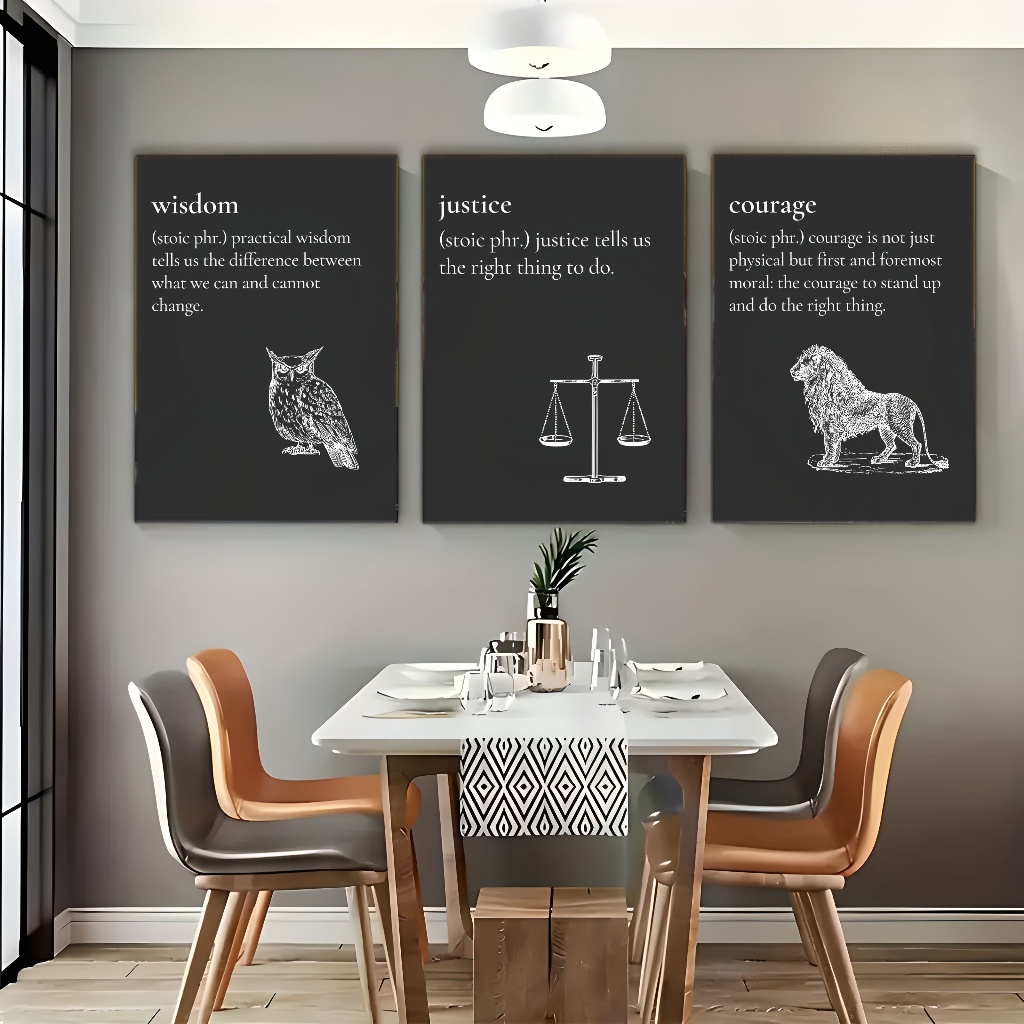 wisdom
(stoic phr.) practical wisdom
tells us the difference between
what we can and cannot
change.
justice
(stoic phr.) justice tells us
the right thing to do.
courage
(stoic phr.) courage is not just
physical but first and foremost
moral: the courage to stand up
and do the right thing.